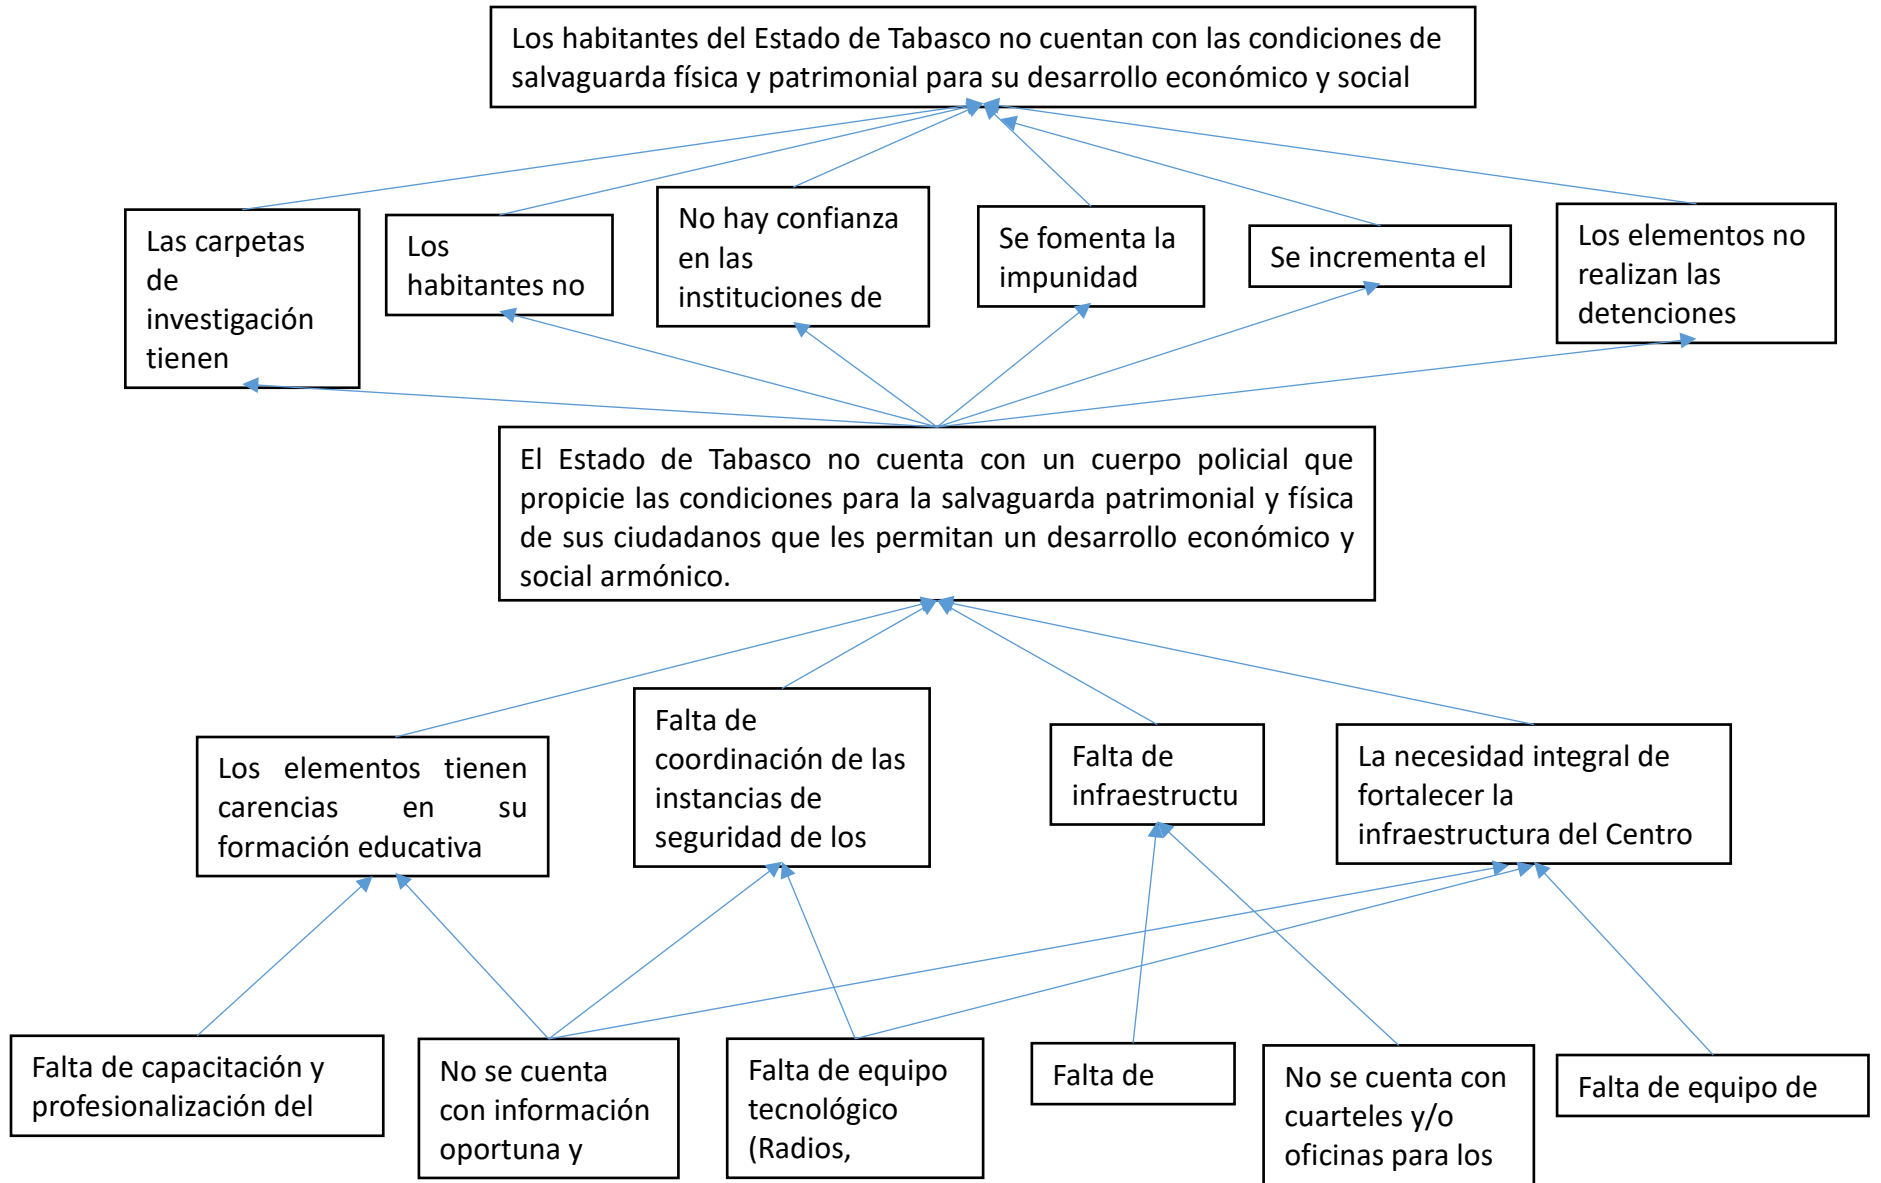 Los habitantes del Estado de Tabasco no cuentan con las condiciones de
salvaguarda física y patrimonial para su desarrollo económico y social
Las carpetas
de
investigación
tienen
Los
habitantes no
No hay confianza
en las
instituciones de
Se fomenta la
impunidad
Se incrementa el
Los elementos no
realizan las
detenciones
El Estado de Tabasco no cuenta con un cuerpo policial que
propicie las condiciones para la salvaguarda patrimonial y física
de sus ciudadanos que les permitan un desarrollo económico y
social armónico.
Los elementos tienen
carencias en su
formación educativa
Falta de
coordinación de las
instancias de
seguridad de los
Falta de
infraestructu
La necesidad integral de
fortalecer la
infraestructura del Centro
Falta de capacitación y
profesionalización del
No se cuenta
con información
oportuna y
Falta de equipo
tecnológico
(Radios,
Falta de
No se cuenta con
cuarteles y/o
oficinas para los
Falta de equipo de